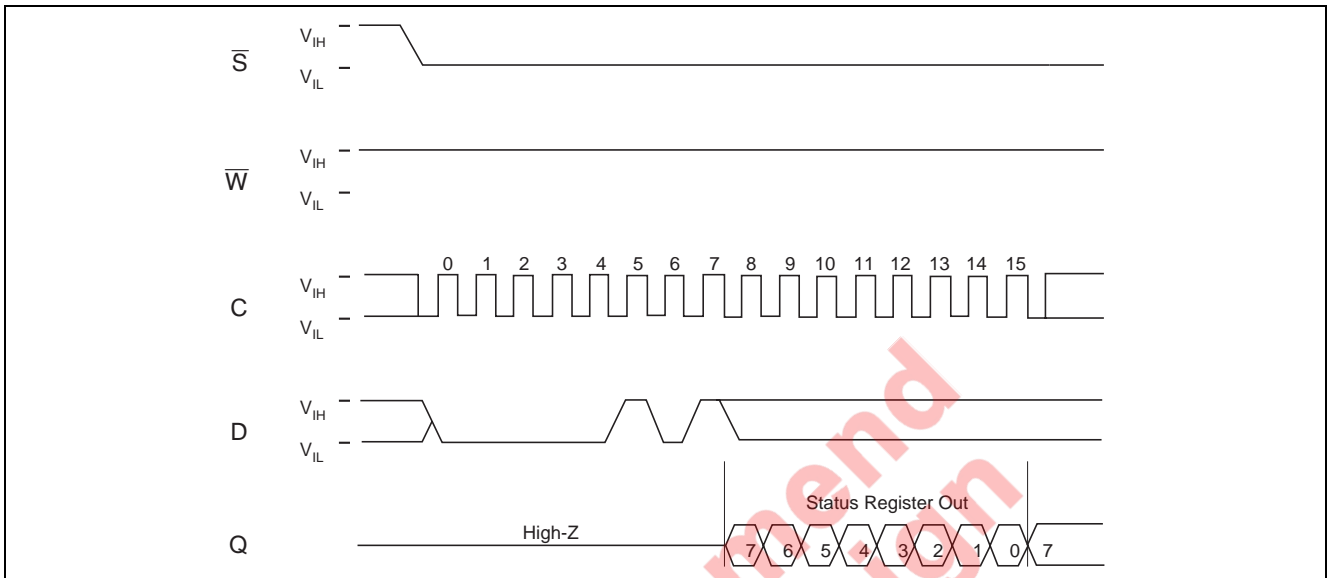 S̅
V_IH
V_IL
W̅
V_IH
V_IL
C
V_IH
V_IL
0 1 2 3 4 5 6 7 8 9 10 11 12 13 14 15
D
V_IH
V_IL
Q
High-Z
Status Register Out
7 6 5 4 3 2 1 0 7